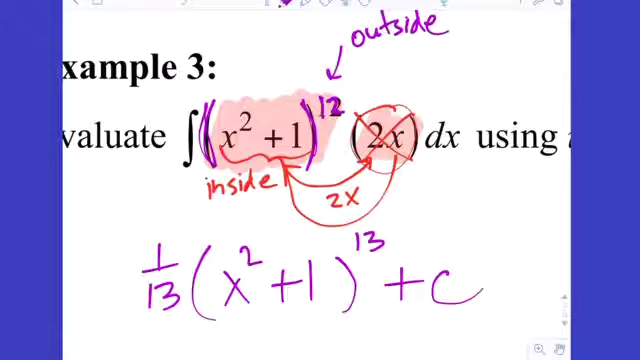 outside
xample 3:
valuate ∫(x² + 1)¹² (2x) dx using
inside
2x
1/13 (x² + 1)¹³ + C